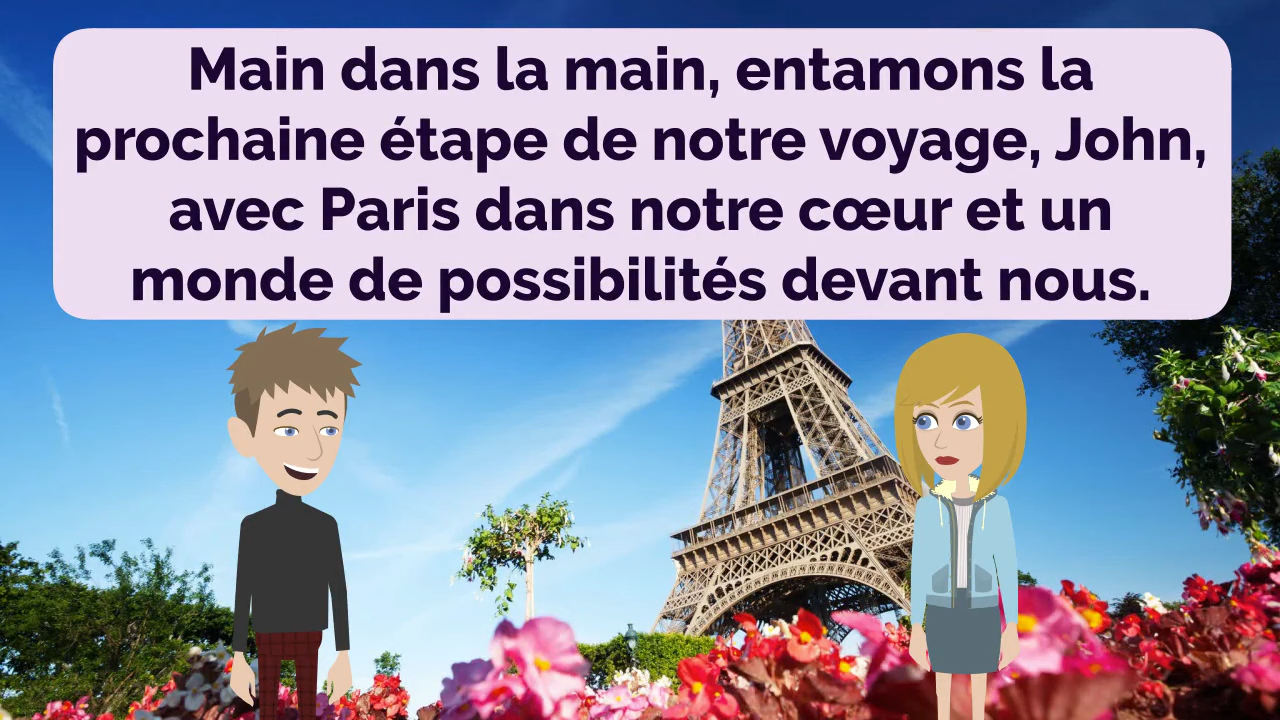 Main dans la main, entamons la
prochaine étape de notre voyage, John,
avec Paris dans notre cœur et un
monde de possibilités devant nous.